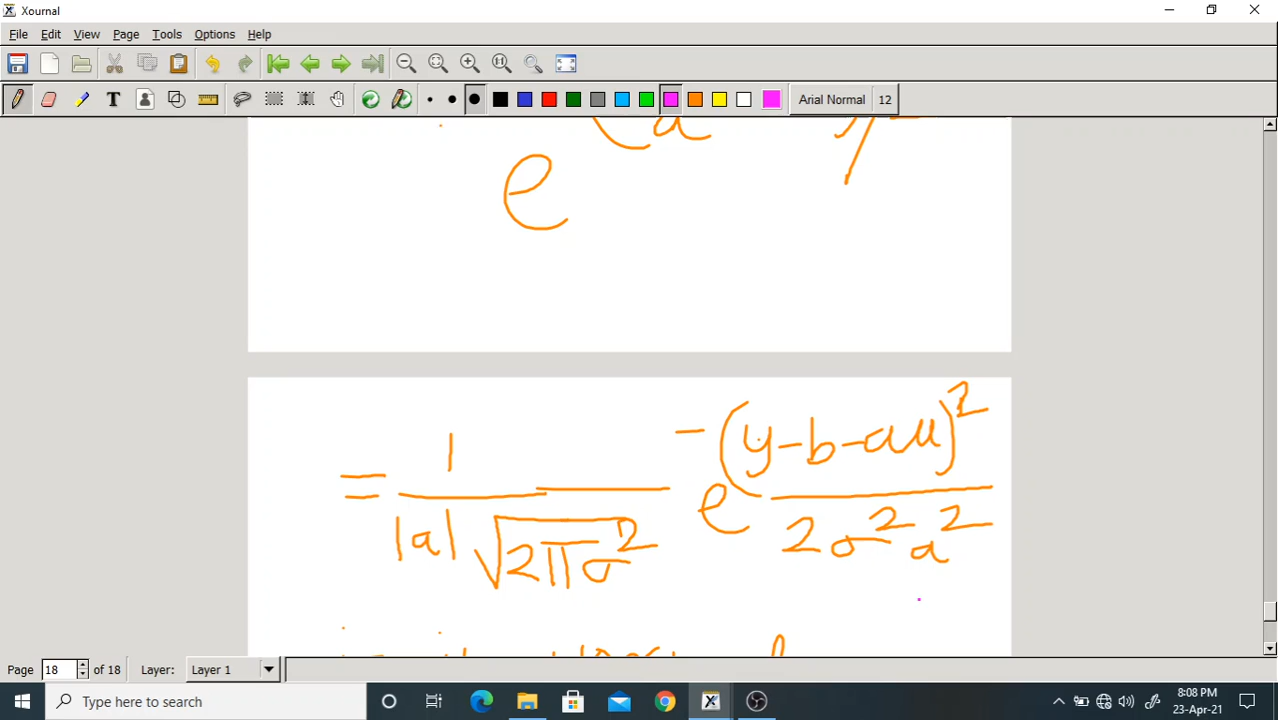 Xournal
File Edit View Page Tools Options Help
T Arial Normal 12
e
= 1 / |a| √2πσ² e -(y-b-aμ)² / 2σ²a²
Page 18 of 18 Layer: Layer 1
Type here to search
8:08 PM
23-Apr-21